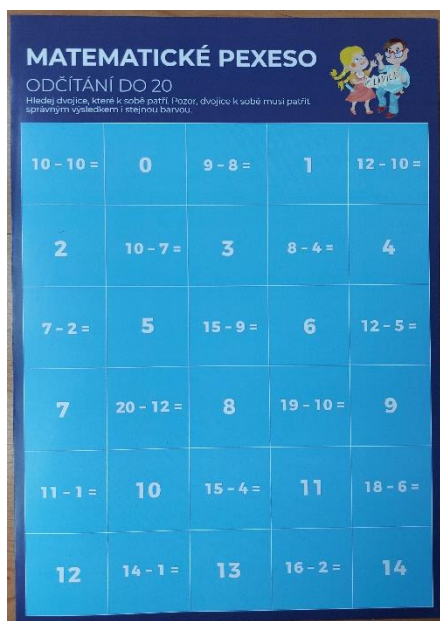 MATEMATICKÉ PEXESO
ODČÍTÁNÍ DO 20
Hledej dvojice, které k sobě patří. Pozor, dvojice k sobě musí patřit
správným výsledkem i stejnou barvou.
10 - 10 = 0 9 - 8 = 1 12 - 10 =
2 10 - 7 = 3 8 - 4 = 4
7 - 2 = 5 15 - 9 = 6 12 - 5 =
7 20 - 12 = 8 19 - 10 = 9
11 - 1 = 10 15 - 4 = 11 18 - 6 =
12 14 - 1 = 13 16 - 2 = 14